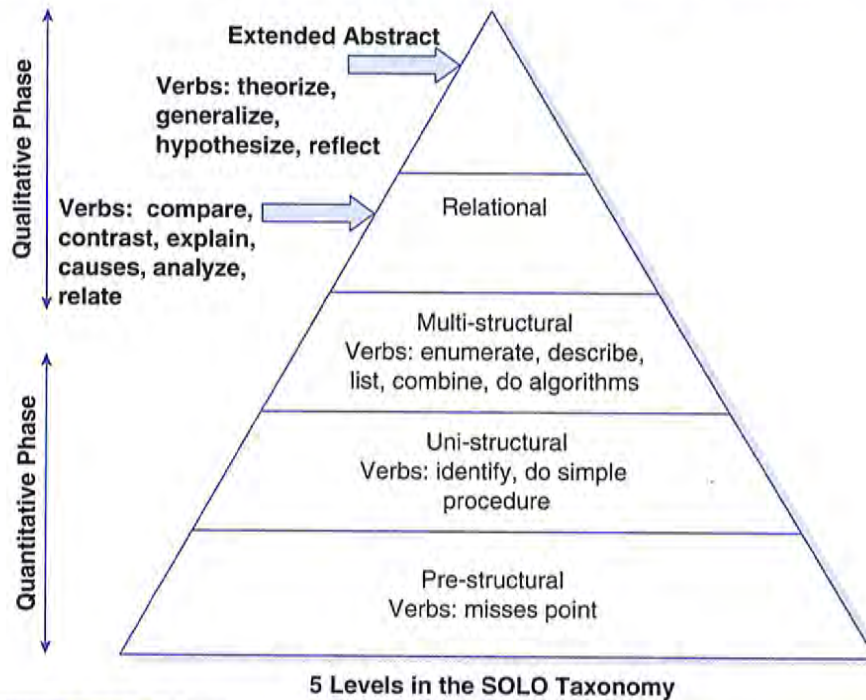 Extended Abstract
Verbs: theorize,
generalize,
hypothesize, reflect
Qualitative Phase
Verbs: compare,
contrast, explain,
causes, analyze,
relate
Relational
Multi-structural
Verbs: enumerate, describe,
list, combine, do algorithms
Quantitative Phase
Uni-structural
Verbs: identify, do simple
procedure
Pre-structural
Verbs: misses point
5 Levels in the SOLO Taxonomy